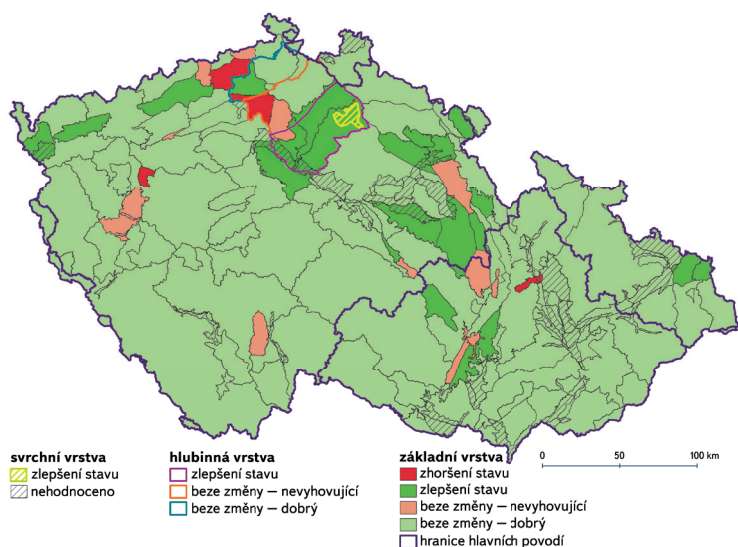 svrchní vrstva
zlepšení stavu
nehodnoceno
hlubinná vrstva
zlepšení stavu
beze změny — nevyhovující
beze změny — dobrý
základní vrstva
zhoršení stavu
zlepšení stavu
beze změny — nevyhovující
beze změny — dobrý
hranice hlavních povodí
0 50 100 km